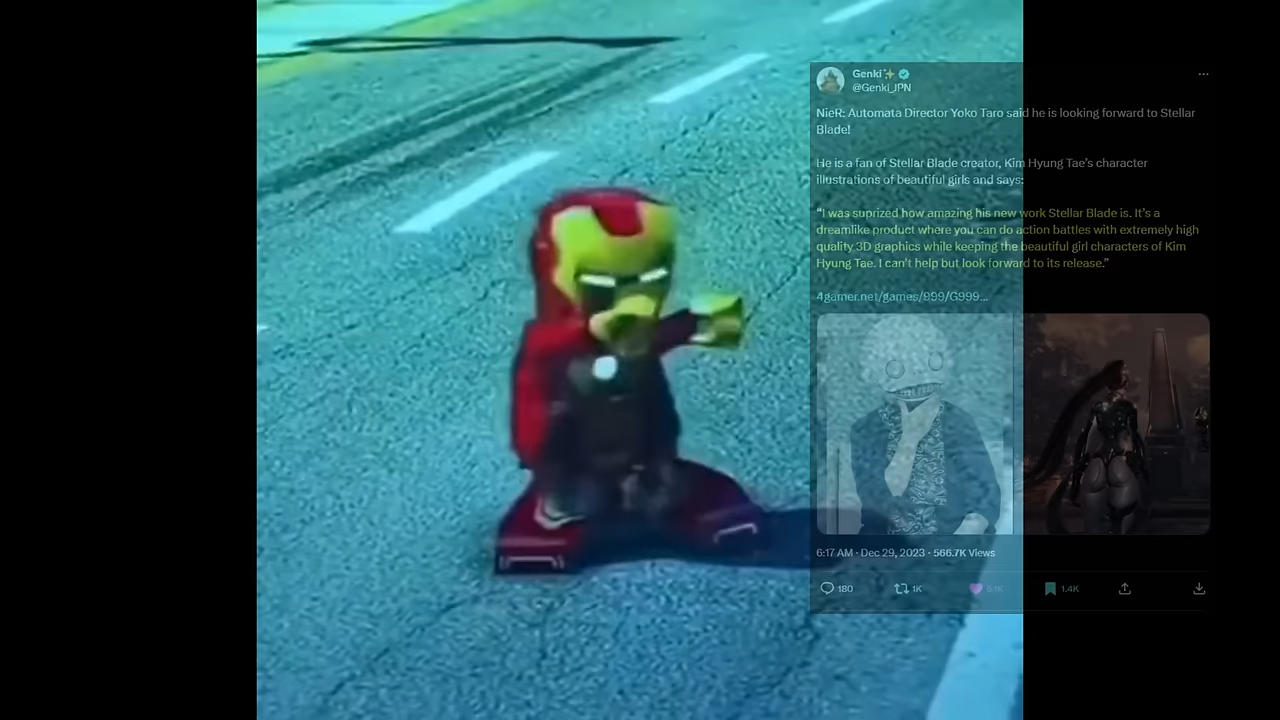 Genki✨
@Genki_JPN
NieR: Automata Director Yoko Taro said he is looking forward to Stellar
Blade!
He is a fan of Stellar Blade creator, Kim Hyung Tae's character
illustrations of beautiful girls and says:
“I was suprized how amazing his new work Stellar Blade is. It's a
dreamlike product where you can do action battles with extremely high
quality 3D graphics while keeping the beautiful girl characters of Kim
Hyung Tae. I can't help but look forward to its release.”
4gamer.net/games/999/G999...
6:17 AM · Dec 29, 2023 · 566.7K Views
180 1K 5.1K 1.4K